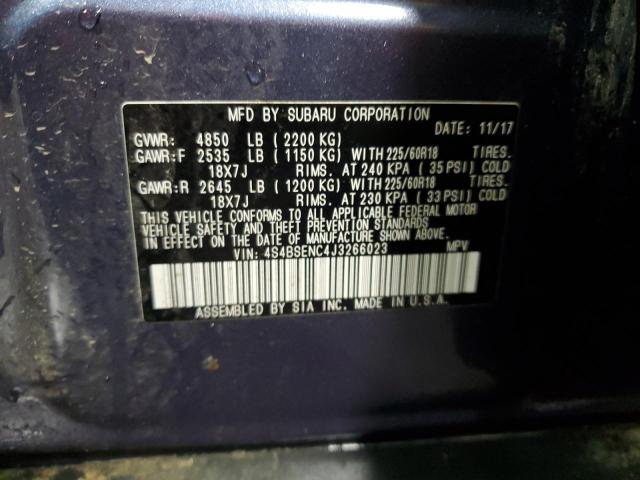 MFD BY SUBARU CORPORATION
DATE: 11/17
GVWR: 4850 LB (2200 KG)
GAWR:F 2535 LB (1150 KG) WITH 225/60R18 TIRES.
18X7J RIMS. AT 240 KPA (35 PSI) COLD
GAWR:R 2645 LB (1200 KG) WITH 225/60R18 TIRES.
18X7J RIMS. AT 230 KPA (33 PSI) COLD
THIS VEHICLE CONFORMS TO ALL APPLICABLE FEDERAL MOTOR
VEHICLE SAFETY AND THEFT PREVENTION STANDARDS
IN EFFECT ON THE DATE OF MANUFACTURE SHOWN ABOVE.
VIN: 4S4BSENC4J3266023 MPV
ASSEMBLED BY SIA INC. MADE IN U.S.A.